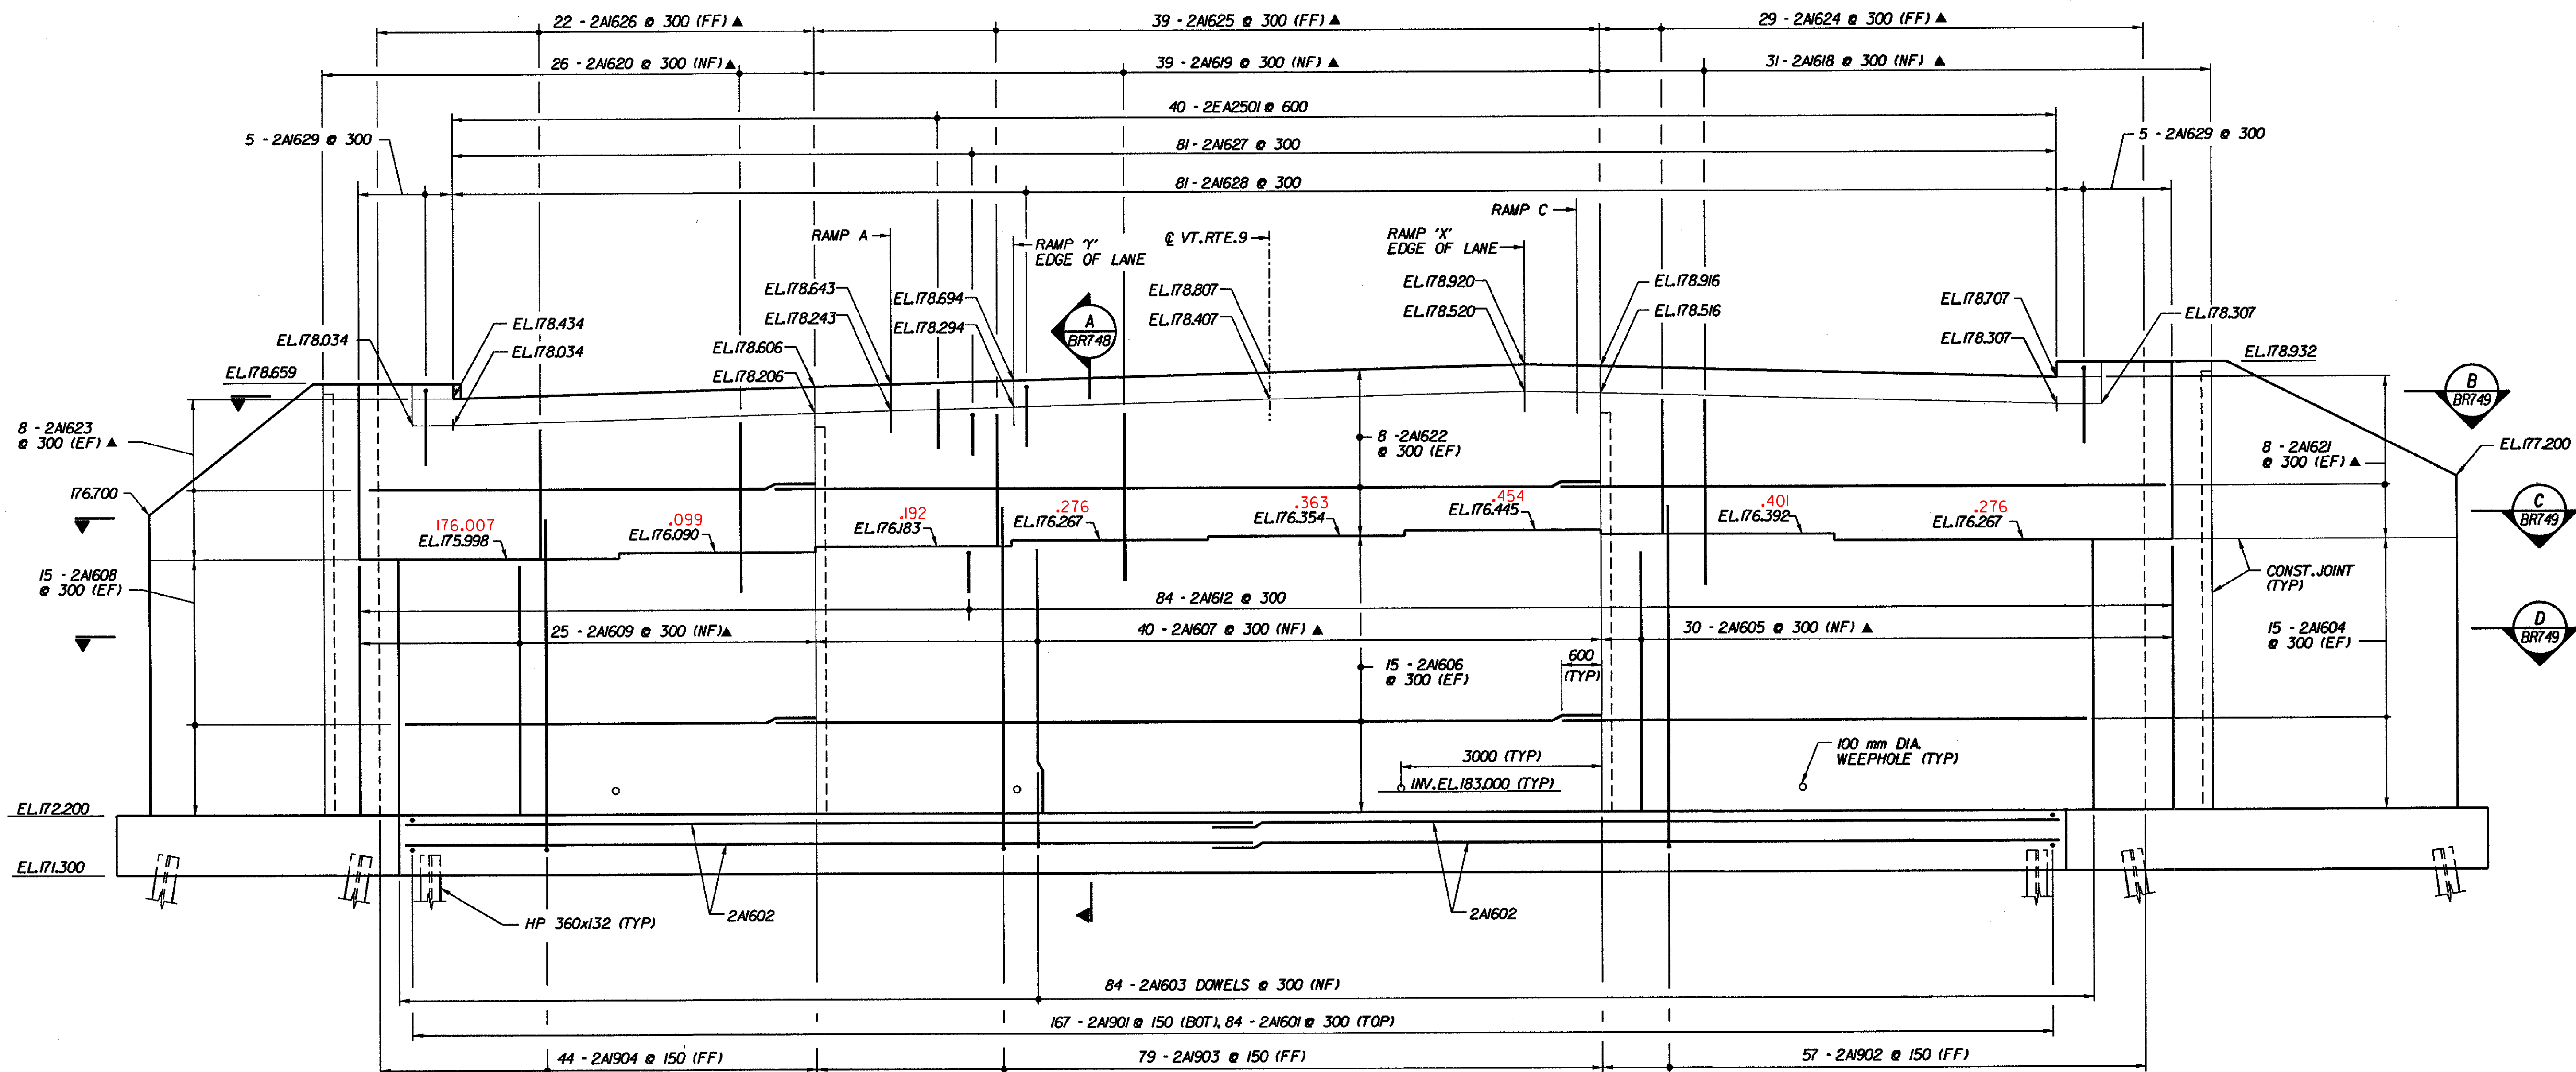 22 - 2A1626 @ 300 (FF) ▲
39 - 2A1625 @ 300 (FF) ▲
29 - 2A1624 @ 300 (FF) ▲
26 - 2A1620 @ 300 (NF) ▲
39 - 2A1619 @ 300 (NF) ▲
31 - 2A1618 @ 300 (NF) ▲
40 - 2EA2501 @ 600
5 - 2A1629 @ 300
81 - 2A1627 @ 300
5 - 2A1629 @ 300
81 - 2A1628 @ 300
RAMP C
RAMP A
RAMP 'Y'
EDGE OF LANE
℄ VT.RTE.9
RAMP 'X'
EDGE OF LANE
EL.178.643
EL.178.694
EL.178.807
EL.178.920
EL.178.916
EL.178.707
EL.178.243
EL.178.294
A
BR748
EL.178.407
EL.178.520
EL.178.516
EL.178.307
EL.178.307
EL.178.034
EL.178.434
EL.178.034
EL.178.606
EL.178.206
EL.178.659
EL.178.932
B
BR749
8 - 2A1623
@ 300 (EF) ▲
8 -2A1622
@ 300 (EF)
8 - 2A1621
@ 300 (EF) ▲
EL.177.200
176.700
176.007
EL.175.998
.099
EL.176.090
.192
EL.176.183
.276
EL.176.267
.363
EL.176.354
.454
EL.176.445
.401
EL.176.392
.276
EL.176.267
C
BR749
15 - 2A1608
@ 300 (EF)
CONST.JOINT
(TYP)
84 - 2A1612 @ 300
25 - 2A1609 @ 300 (NF)▲
40 - 2A1607 @ 300 (NF) ▲
30 - 2A1605 @ 300 (NF) ▲
D
BR749
15 - 2A1606
@ 300 (EF)
600
(TYP)
15 - 2A1604
@ 300 (EF)
3000 (TYP)
INV.EL.183.000 (TYP)
100 mm DIA.
WEEPHOLE (TYP)
EL.172.200
EL.171.300
HP 360x132 (TYP)
2A1602
2A1602
84 - 2A1603 DOWELS @ 300 (NF)
167 - 2A1901 @ 150 (BOT), 84 - 2A1601 @ 300 (TOP)
44 - 2A1904 @ 150 (FF)
79 - 2A1903 @ 150 (FF)
57 - 2A1902 @ 150 (FF)